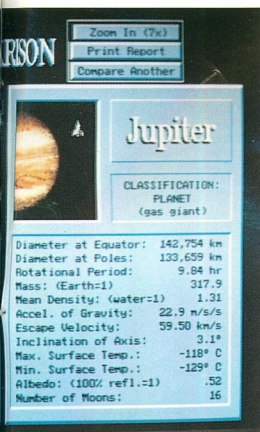 Zoom In (7x)
Print Report
Compare Another
RISON
Jupiter
CLASSIFICATION:
PLANET
(gas giant)
Diameter at Equator: 142,754 km
Diameter at Poles: 133,659 km
Rotational Period: 9.84 hr
Mass: (Earth=1) 317.9
Mean Density: (water=1) 1.31
Accel. of Gravity: 22.9 m/s/s
Escape Velocity: 59.50 km/s
Inclination of Axis: 3.1°
Max. Surface Temp.: -118° C
Min. Surface Temp.: -129° C
Albedo: (100% refl.=1) .52
Number of Moons: 16